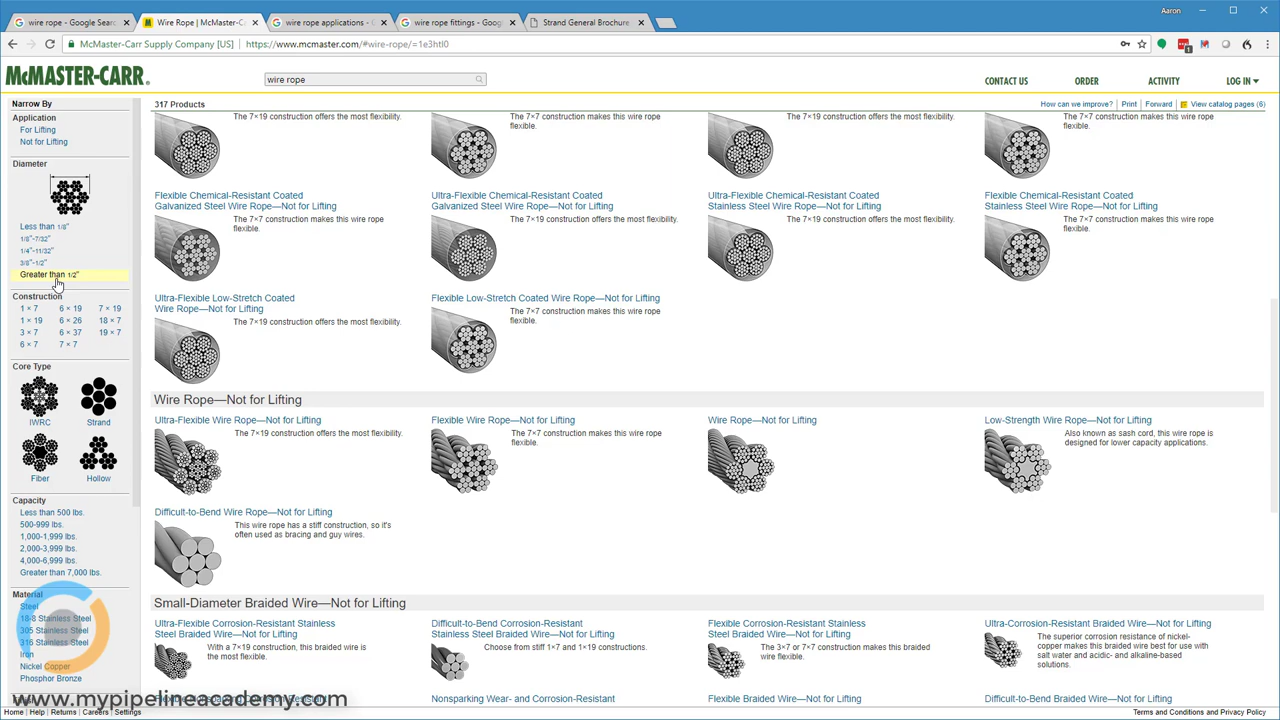 Aaron
wire rope - Google Sear
Wire Rope | McMaster-Ca
wire rope applications - G
wire rope fittings - Goog
Strand General Brochure
McMaster-Carr Supply Company [US]
https://www.mcmaster.com/#wire-rope/=1e3htl0
McMASTER-CARR.
wire rope
CONTACT US
ORDER
ACTIVITY
LOG IN
Narrow By
317 Products
How can we improve?
Print
Forward
View catalog pages (6)
Application
For Lifting
Not for Lifting
Diameter
Less than 1/8"
1/8"-7/32"
1/4"-11/32"
3/8"-1/2"
Greater than 1/2"
Construction
1 × 7 6 × 19 7 × 19
1 × 19 6 × 26 18 × 7
3 × 7 6 × 37 19 × 7
6 × 7 7 × 7
Core Type
IWRC
Strand
Fiber
Hollow
Capacity
Less than 500 lbs.
500-999 lbs.
1,000-1,999 lbs.
2,000-3,999 lbs.
4,000-6,999 lbs.
Greater than 7,000 lbs.
Material
Steel
18-8 Stainless Steel
305 Stainless Steel
316 Stainless Steel
Iron
Nickel Copper
Phosphor Bronze
The 7×19 construction offers the most flexibility.
The 7×7 construction makes this wire rope
flexible.
The 7×19 construction offers the most flexibility.
The 7×7 construction makes this wire rope
flexible.
Flexible Chemical-Resistant Coated
Galvanized Steel Wire Rope—Not for Lifting
The 7×7 construction makes this wire rope
flexible.
Ultra-Flexible Chemical-Resistant Coated
Galvanized Steel Wire Rope—Not for Lifting
The 7×19 construction offers the most flexibility.
Ultra-Flexible Chemical-Resistant Coated
Stainless Steel Wire Rope—Not for Lifting
The 7×19 construction offers the most flexibility.
Flexible Chemical-Resistant Coated
Stainless Steel Wire Rope—Not for Lifting
The 7×7 construction makes this wire rope
flexible.
Ultra-Flexible Low-Stretch Coated
Wire Rope—Not for Lifting
The 7×19 construction offers the most flexibility.
Flexible Low-Stretch Coated Wire Rope—Not for Lifting
The 7×7 construction makes this wire rope
flexible.
Wire Rope—Not for Lifting
Ultra-Flexible Wire Rope—Not for Lifting
The 7×19 construction offers the most flexibility.
Flexible Wire Rope—Not for Lifting
The 7×7 construction makes this wire rope
flexible.
Wire Rope—Not for Lifting
Low-Strength Wire Rope—Not for Lifting
Also known as sash cord, this wire rope is
designed for lower capacity applications.
Difficult-to-Bend Wire Rope—Not for Lifting
This wire rope has a stiff construction, so it's
often used as bracing and guy wires.
Small-Diameter Braided Wire—Not for Lifting
Ultra-Flexible Corrosion-Resistant Stainless
Steel Braided Wire—Not for Lifting
With a 7×19 construction, this braided wire is
the most flexible.
Difficult-to-Bend Corrosion-Resistant
Stainless Steel Braided Wire—Not for Lifting
Choose from stiff 1×7 and 1×19 constructions.
Flexible Corrosion-Resistant Stainless
Steel Braided Wire—Not for Lifting
The 3×7 or 7×7 construction makes this braided
wire flexible.
Ultra-Corrosion-Resistant Braided Wire—Not for Lifting
The superior corrosion resistance of nickel-
copper makes this braided wire best for use with
salt water and acidic- and alkaline-based
solutions.
Nonsparking Wear- and Corrosion-Resistant
Flexible Braided Wire—Not for Lifting
Difficult-to-Bend Braided Wire—Not for Lifting
www.mypipelineacademy.com
Home Help Returns Careers Settings
Terms and Conditions and Privacy Policy